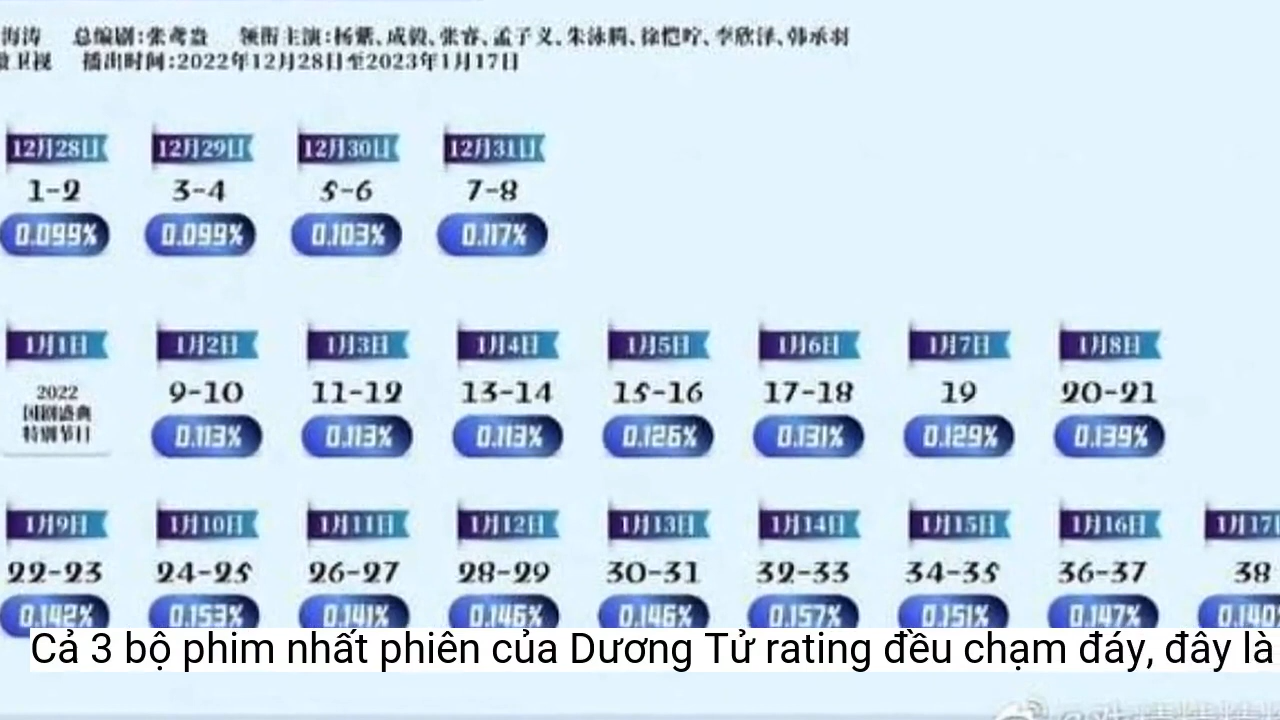 海涛 总编剧:张鸢盎 领衔主演:杨紫、成毅、张睿、孟子义、朱泳腾、徐恺咛、李欣泽、韩承羽
卫视 播出时间:2022年12月28日至2023年1月17日
12月28日 12月29日 12月30日 12月31日
1-2 3-4 5-6 7-8
0.099% 0.099% 0.103% 0.117%
1月1日 1月2日 1月3日 1月4日 1月5日 1月6日 1月7日 1月8日
2022 9-10 11-12 13-14 15-16 17-18 19 20-21
国剧盛典
特别节目
0.113% 0.113% 0.113% 0.126% 0.131% 0.129% 0.139%
1月9日 1月10日 1月11日 1月12日 1月13日 1月14日 1月15日 1月16日 1月17
22-23 24-25 26-27 28-29 30-31 32-33 34-35 36-37 38
0.142% 0.153% 0.141% 0.146% 0.146% 0.157% 0.151% 0.147% 0.140
Cả 3 bộ phim nhất phiên của Dương Tử rating đều chạm đáy, đây là